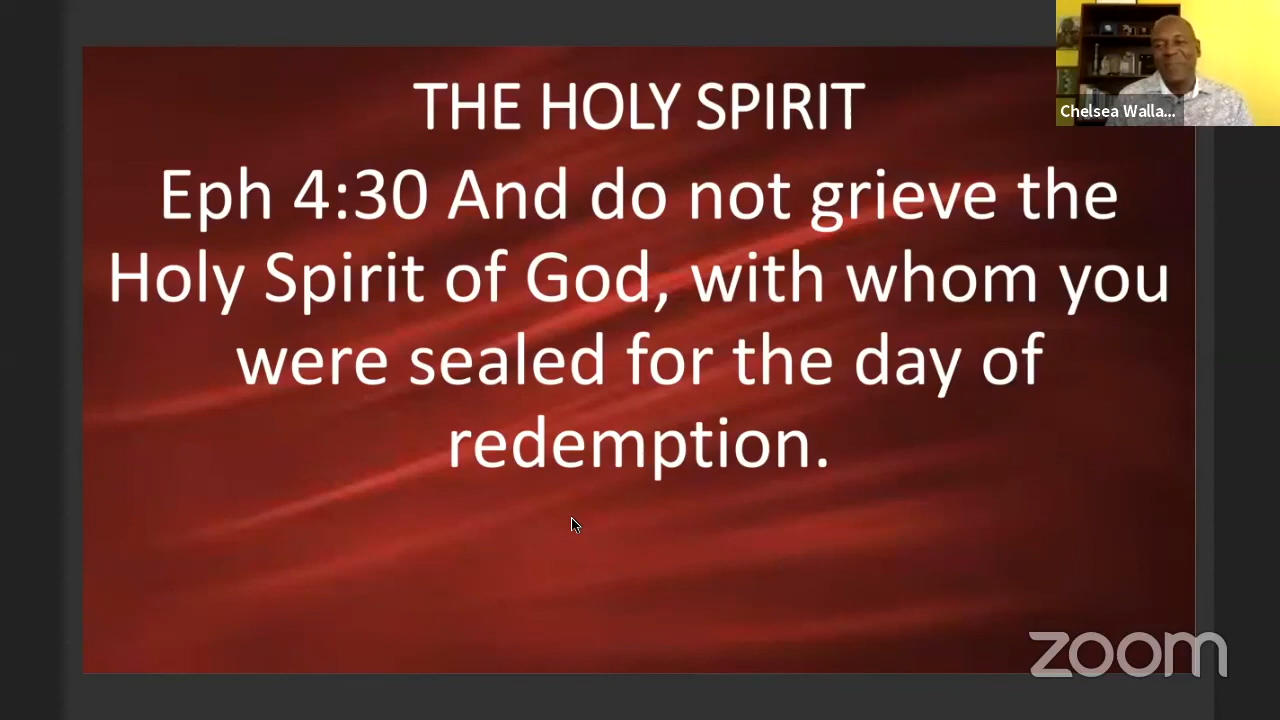 THE HOLY SPIRIT
Eph 4:30 And do not grieve the
Holy Spirit of God, with whom you
were sealed for the day of
redemption.
Chelsea Walla...
zoom